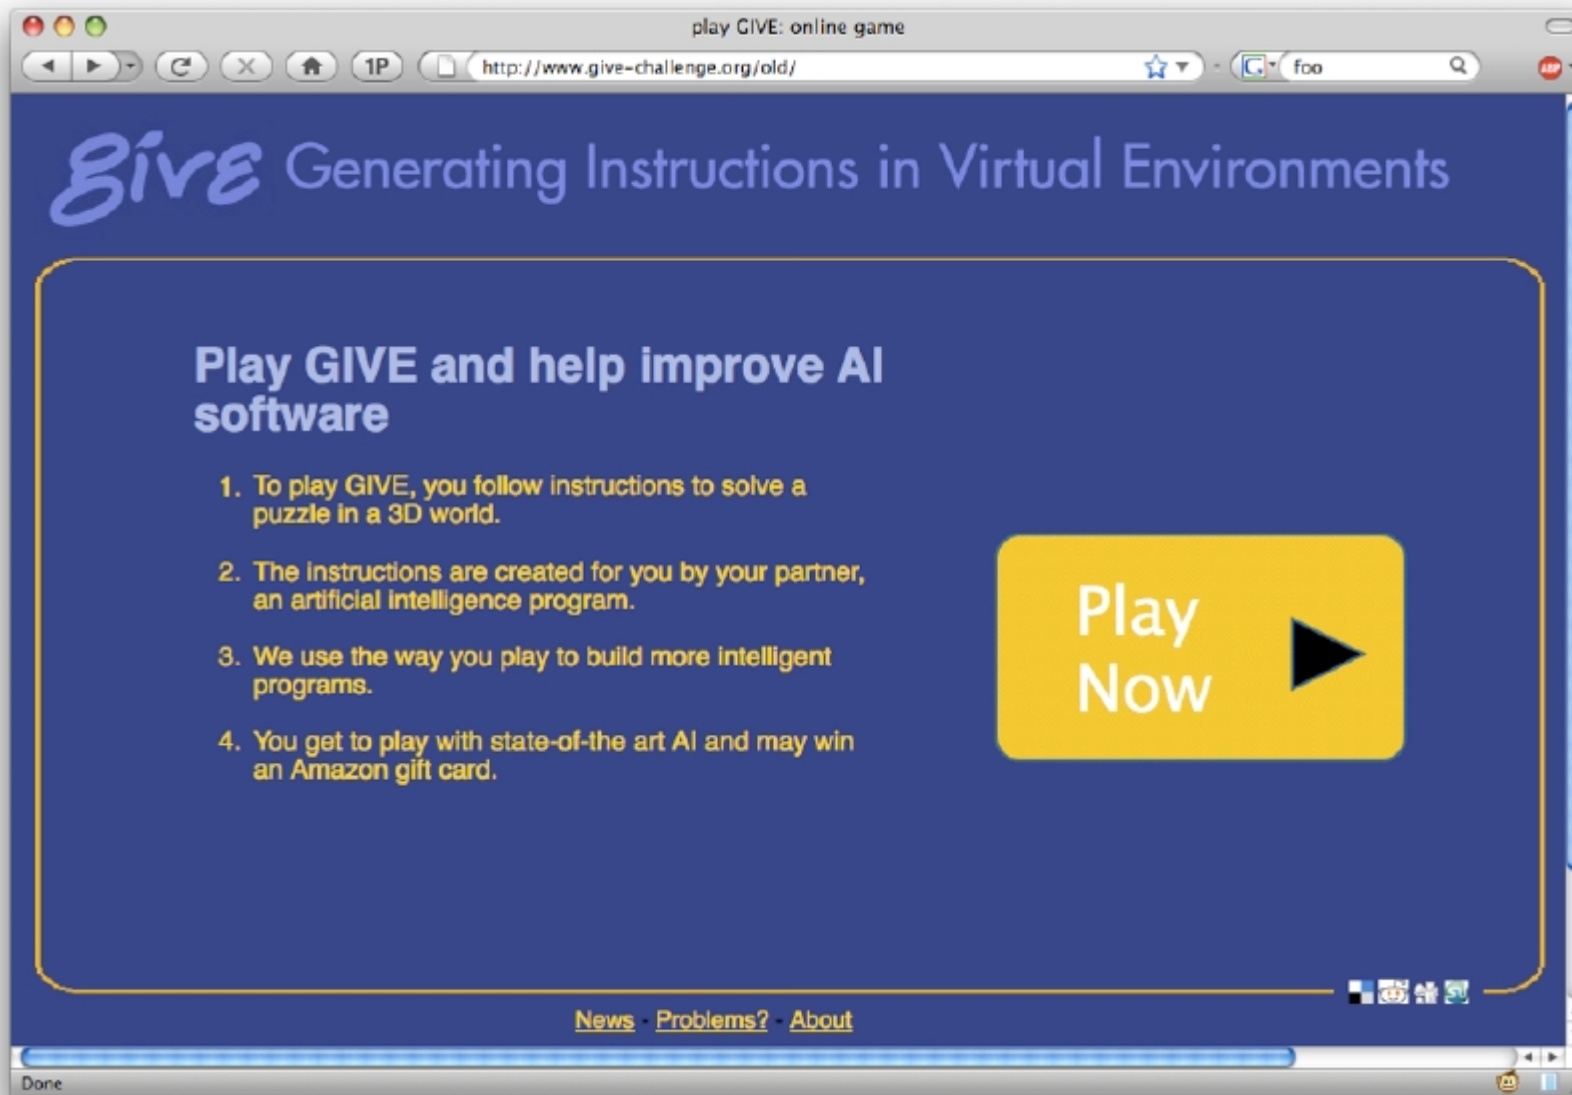 play GIVE: online game
1P http://www.give-challenge.org/old/ foo
ABP
give Generating Instructions in Virtual Environments
Play GIVE and help improve AI
software
1. To play GIVE, you follow instructions to solve a
puzzle in a 3D world.
2. The instructions are created for you by your partner,
an artificial intelligence program.
3. We use the way you play to build more intelligent
programs.
4. You get to play with state-of-the art AI and may win
an Amazon gift card.
Play
Now
News - Problems? - About
Done